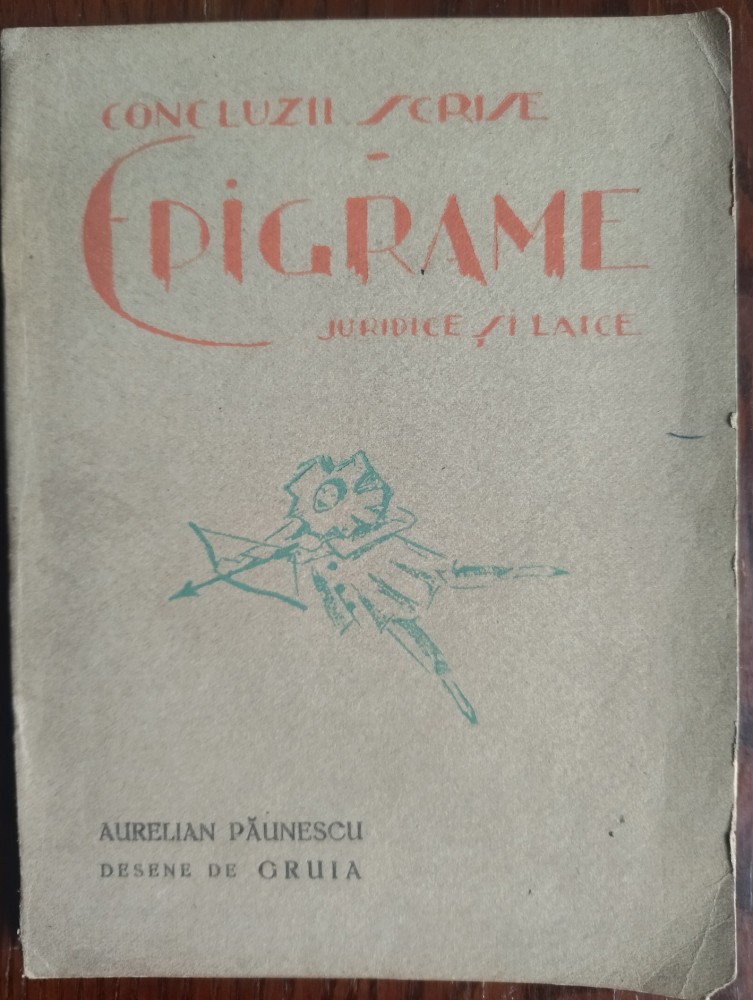 CONCLUZII SCRISE
-
EPIGRAME
JURIDICE ȘI LAICE
AURELIAN PĂUNESCU
DESENE DE GRUIA